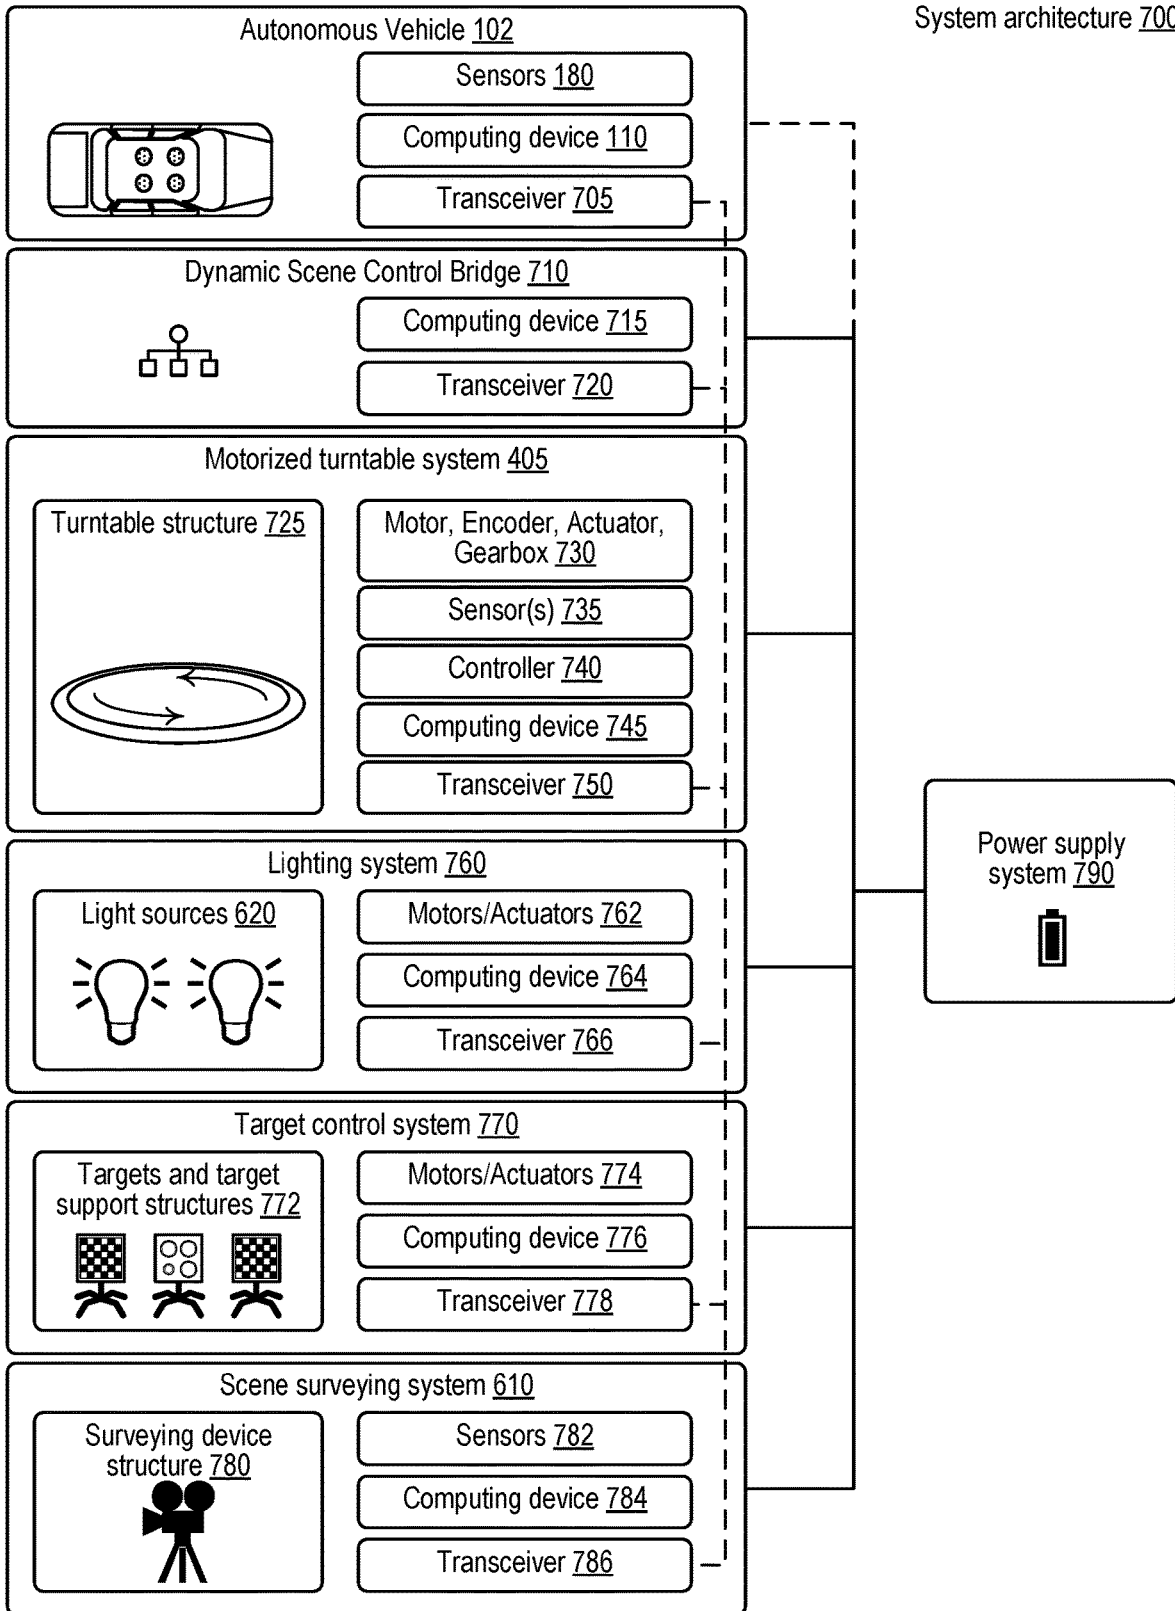 System architecture 700
Autonomous Vehicle 102
Sensors 180
Computing device 110
Transceiver 705
Dynamic Scene Control Bridge 710
Computing device 715
Transceiver 720
Motorized turntable system 405
Turntable structure 725
Motor, Encoder, Actuator,
Gearbox 730
Sensor(s) 735
Controller 740
Computing device 745
Transceiver 750
Lighting system 760
Light sources 620
Motors/Actuators 762
Computing device 764
Transceiver 766
Target control system 770
Targets and target
support structures 772
Motors/Actuators 774
Computing device 776
Transceiver 778
Scene surveying system 610
Surveying device
structure 780
Sensors 782
Computing device 784
Transceiver 786
Power supply
system 790